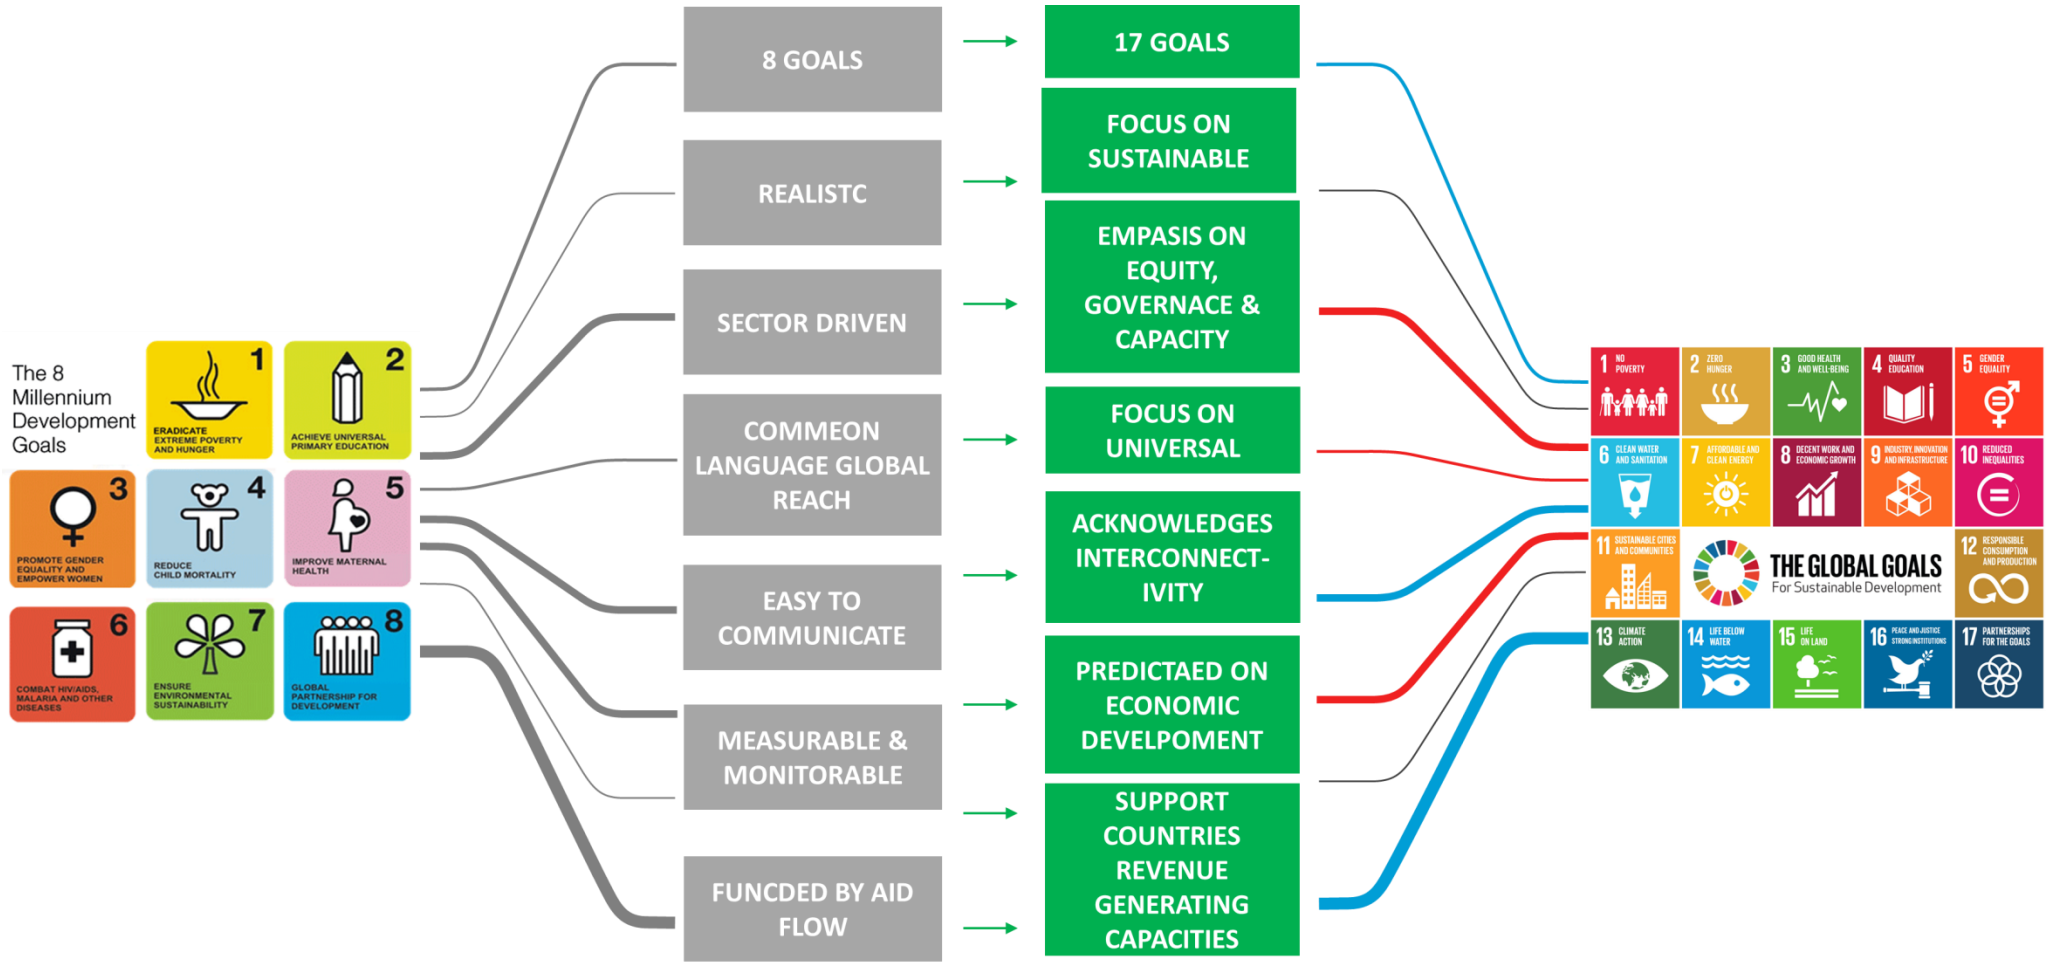 The 8
Millennium
Development
Goals
1
ERADICATE
EXTREME POVERTY
AND HUNGER
2
ACHIEVE UNIVERSAL
PRIMARY EDUCATION
3
PROMOTE GENDER
EQUALITY AND
EMPOWER WOMEN
4
REDUCE
CHILD MORTALITY
5
IMPROVE MATERNAL
HEALTH
6
COMBAT HIV/AIDS,
MALARIA AND OTHER
DISEASES
7
ENSURE
ENVIRONMENTAL
SUSTAINABILITY
8
GLOBAL
PARTNERSHIP FOR
DEVELOPMENT
8 GOALS
REALISTC
SECTOR DRIVEN
COMMEON
LANGUAGE GLOBAL
REACH
EASY TO
COMMUNICATE
MEASURABLE &
MONITORABLE
FUNCDED BY AID
FLOW
17 GOALS
FOCUS ON
SUSTAINABLE
EMPASIS ON
EQUITY,
GOVERNACE &
CAPACITY
FOCUS ON
UNIVERSAL
ACKNOWLEDGES
INTERCONNECT-
IVITY
PREDICTAED ON
ECONOMIC
DEVELPOMENT
SUPPORT
COUNTRIES
REVENUE
GENERATING
CAPACITIES
1 NO
POVERTY
2 ZERO
HUNGER
3 GOOD HEALTH
AND WELL-BEING
4 QUALITY
EDUCATION
5 GENDER
EQUALITY
6 CLEAN WATER
AND SANITATION
7 AFFORDABLE AND
CLEAN ENERGY
8 DECENT WORK AND
ECONOMIC GROWTH
9 INDUSTRY, INNOVATION
AND INFRASTRUCTURE
10 REDUCED
INEQUALITIES
11 SUSTAINABLE CITIES
AND COMMUNITIES
THE GLOBAL GOALS
For Sustainable Development
12 RESPONSIBLE
CONSUMPTION
AND PRODUCTION
13 CLIMATE
ACTION
14 LIFE BELOW
WATER
15 LIFE
ON LAND
16 PEACE AND JUSTICE
STRONG INSTITUTIONS
17 PARTNERSHIPS
FOR THE GOALS